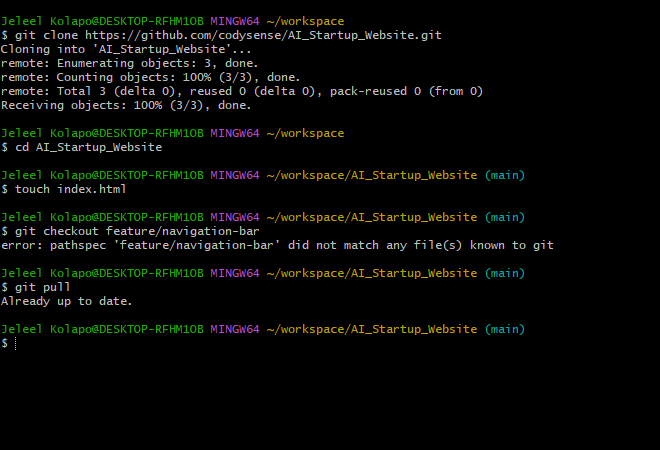 Jeleel Kolapo@DESKTOP-RFHM1OB MINGW64 ~/workspace
$ git clone https://github.com/codysense/AI_Startup_Website.git
Cloning into 'AI_Startup_Website'...
remote: Enumerating objects: 3, done.
remote: Counting objects: 100% (3/3), done.
remote: Total 3 (delta 0), reused 0 (delta 0), pack-reused 0 (from 0)
Receiving objects: 100% (3/3), done.
Jeleel Kolapo@DESKTOP-RFHM1OB MINGW64 ~/workspace
$ cd AI_Startup_Website
Jeleel Kolapo@DESKTOP-RFHM1OB MINGW64 ~/workspace/AI_Startup_Website (main)
$ touch index.html
Jeleel Kolapo@DESKTOP-RFHM1OB MINGW64 ~/workspace/AI_Startup_Website (main)
$ git checkout feature/navigation-bar
error: pathspec 'feature/navigation-bar' did not match any file(s) known to git
Jeleel Kolapo@DESKTOP-RFHM1OB MINGW64 ~/workspace/AI_Startup_Website (main)
$ git pull
Already up to date.
Jeleel Kolapo@DESKTOP-RFHM1OB MINGW64 ~/workspace/AI_Startup_Website (main)
$